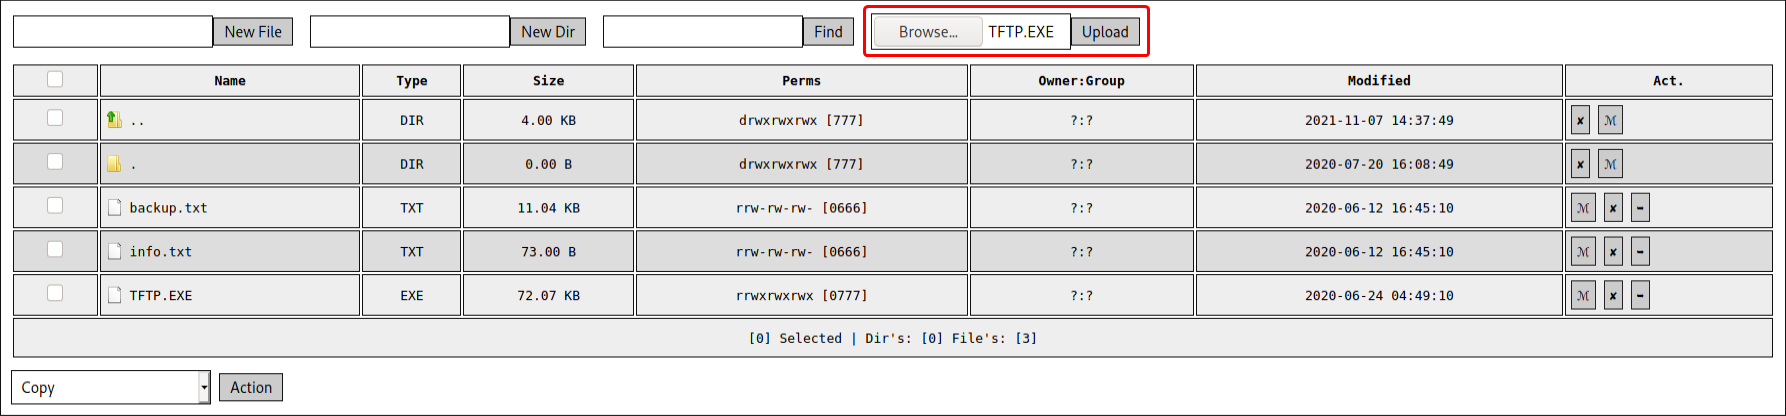 New File New Dir Find Browse... TFTP.EXE Upload
Name Type Size Perms Owner:Group Modified Act.
.. DIR 4.00 KB drwxrwxrwx [777] ?:? 2021-11-07 14:37:49 ✘ ℳ
. DIR 0.00 B drwxrwxrwx [777] ?:? 2020-07-20 16:08:49 ✘ ℳ
backup.txt TXT 11.04 KB rrw-rw-rw- [0666] ?:? 2020-06-12 16:45:10 ℳ ✘ ➥
info.txt TXT 73.00 B rrw-rw-rw- [0666] ?:? 2020-06-12 16:45:10 ℳ ✘ ➥
TFTP.EXE EXE 72.07 KB rrwxrwxrwx [0777] ?:? 2020-06-24 04:49:10 ℳ ✘ ➥
[0] Selected | Dir's: [0] File's: [3]
Copy Action